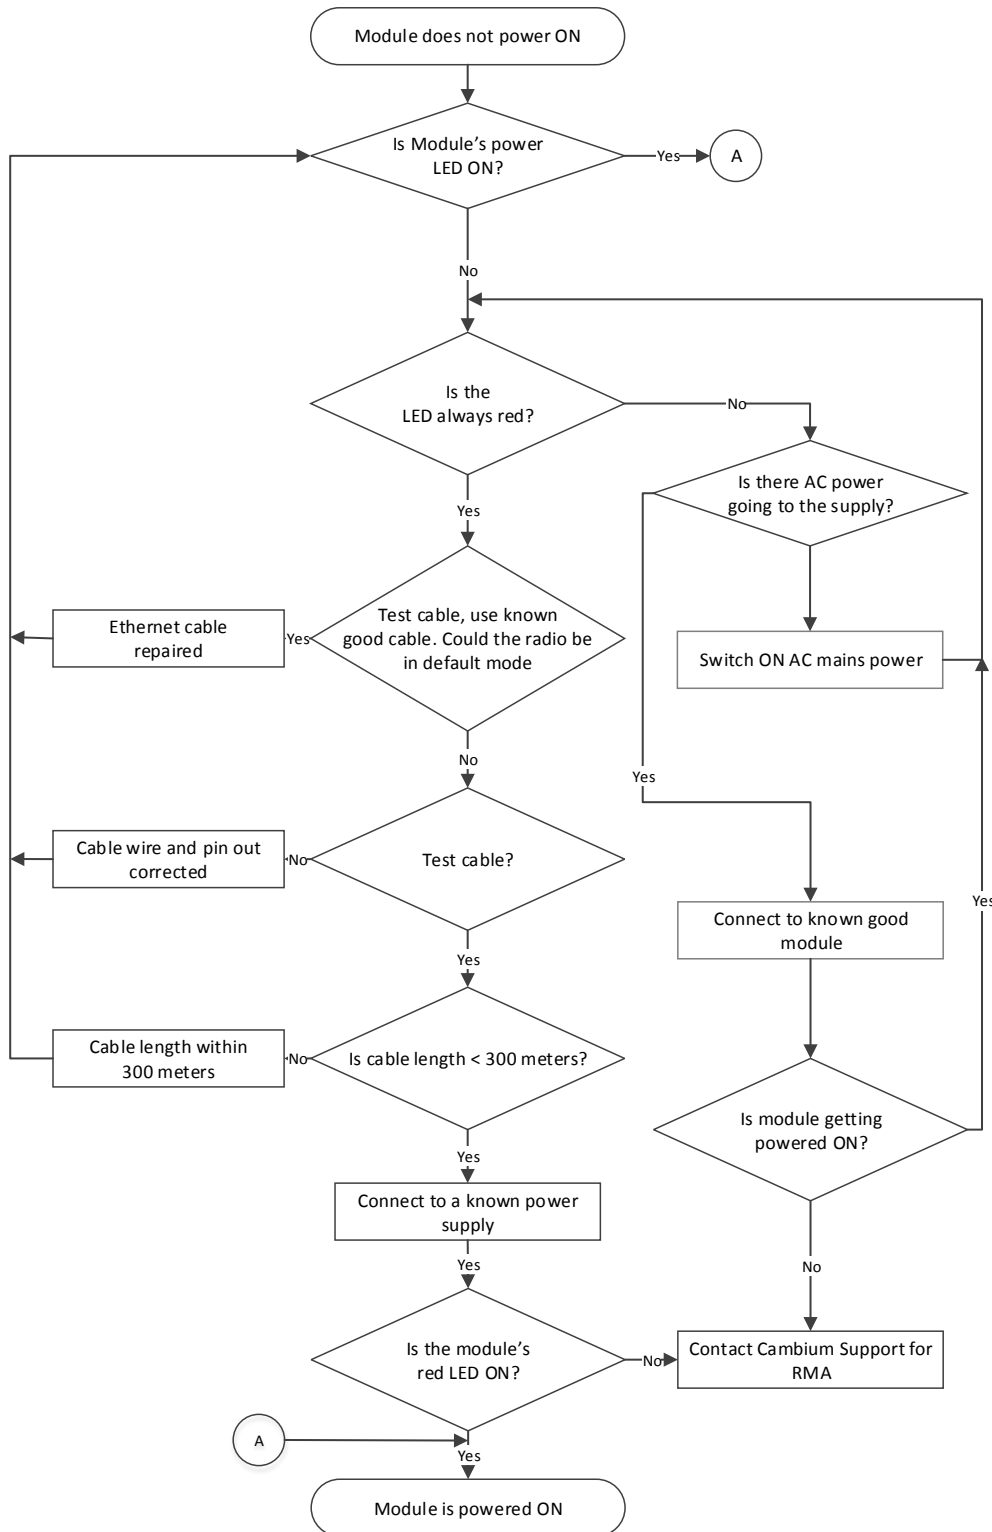 Module does not power ON
Is Module’s power
LED ON?
Yes
A
No
Is the
LED always red?
No
Is there AC power
going to the supply?
Yes
Test cable, use known
good cable. Could the radio be
in default mode
Yes
Ethernet cable
repaired
Switch ON AC mains power
No
Yes
Test cable?
No
Cable wire and pin out
corrected
Yes
Connect to known good
module
Yes
Is cable length < 300 meters?
No
Cable length within
300 meters
Is module getting
powered ON?
Yes
Connect to a known power
supply
Yes
No
Is the module’s
red LED ON?
No
Contact Cambium Support for
RMA
A
Yes
Module is powered ON